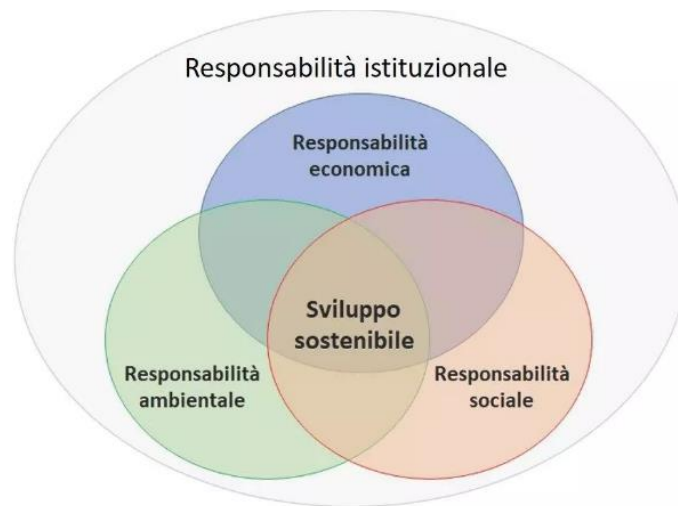 Responsabilità istituzionale
Responsabilità
economica
Sviluppo
sostenibile
Responsabilità
ambientale
Responsabilità
sociale